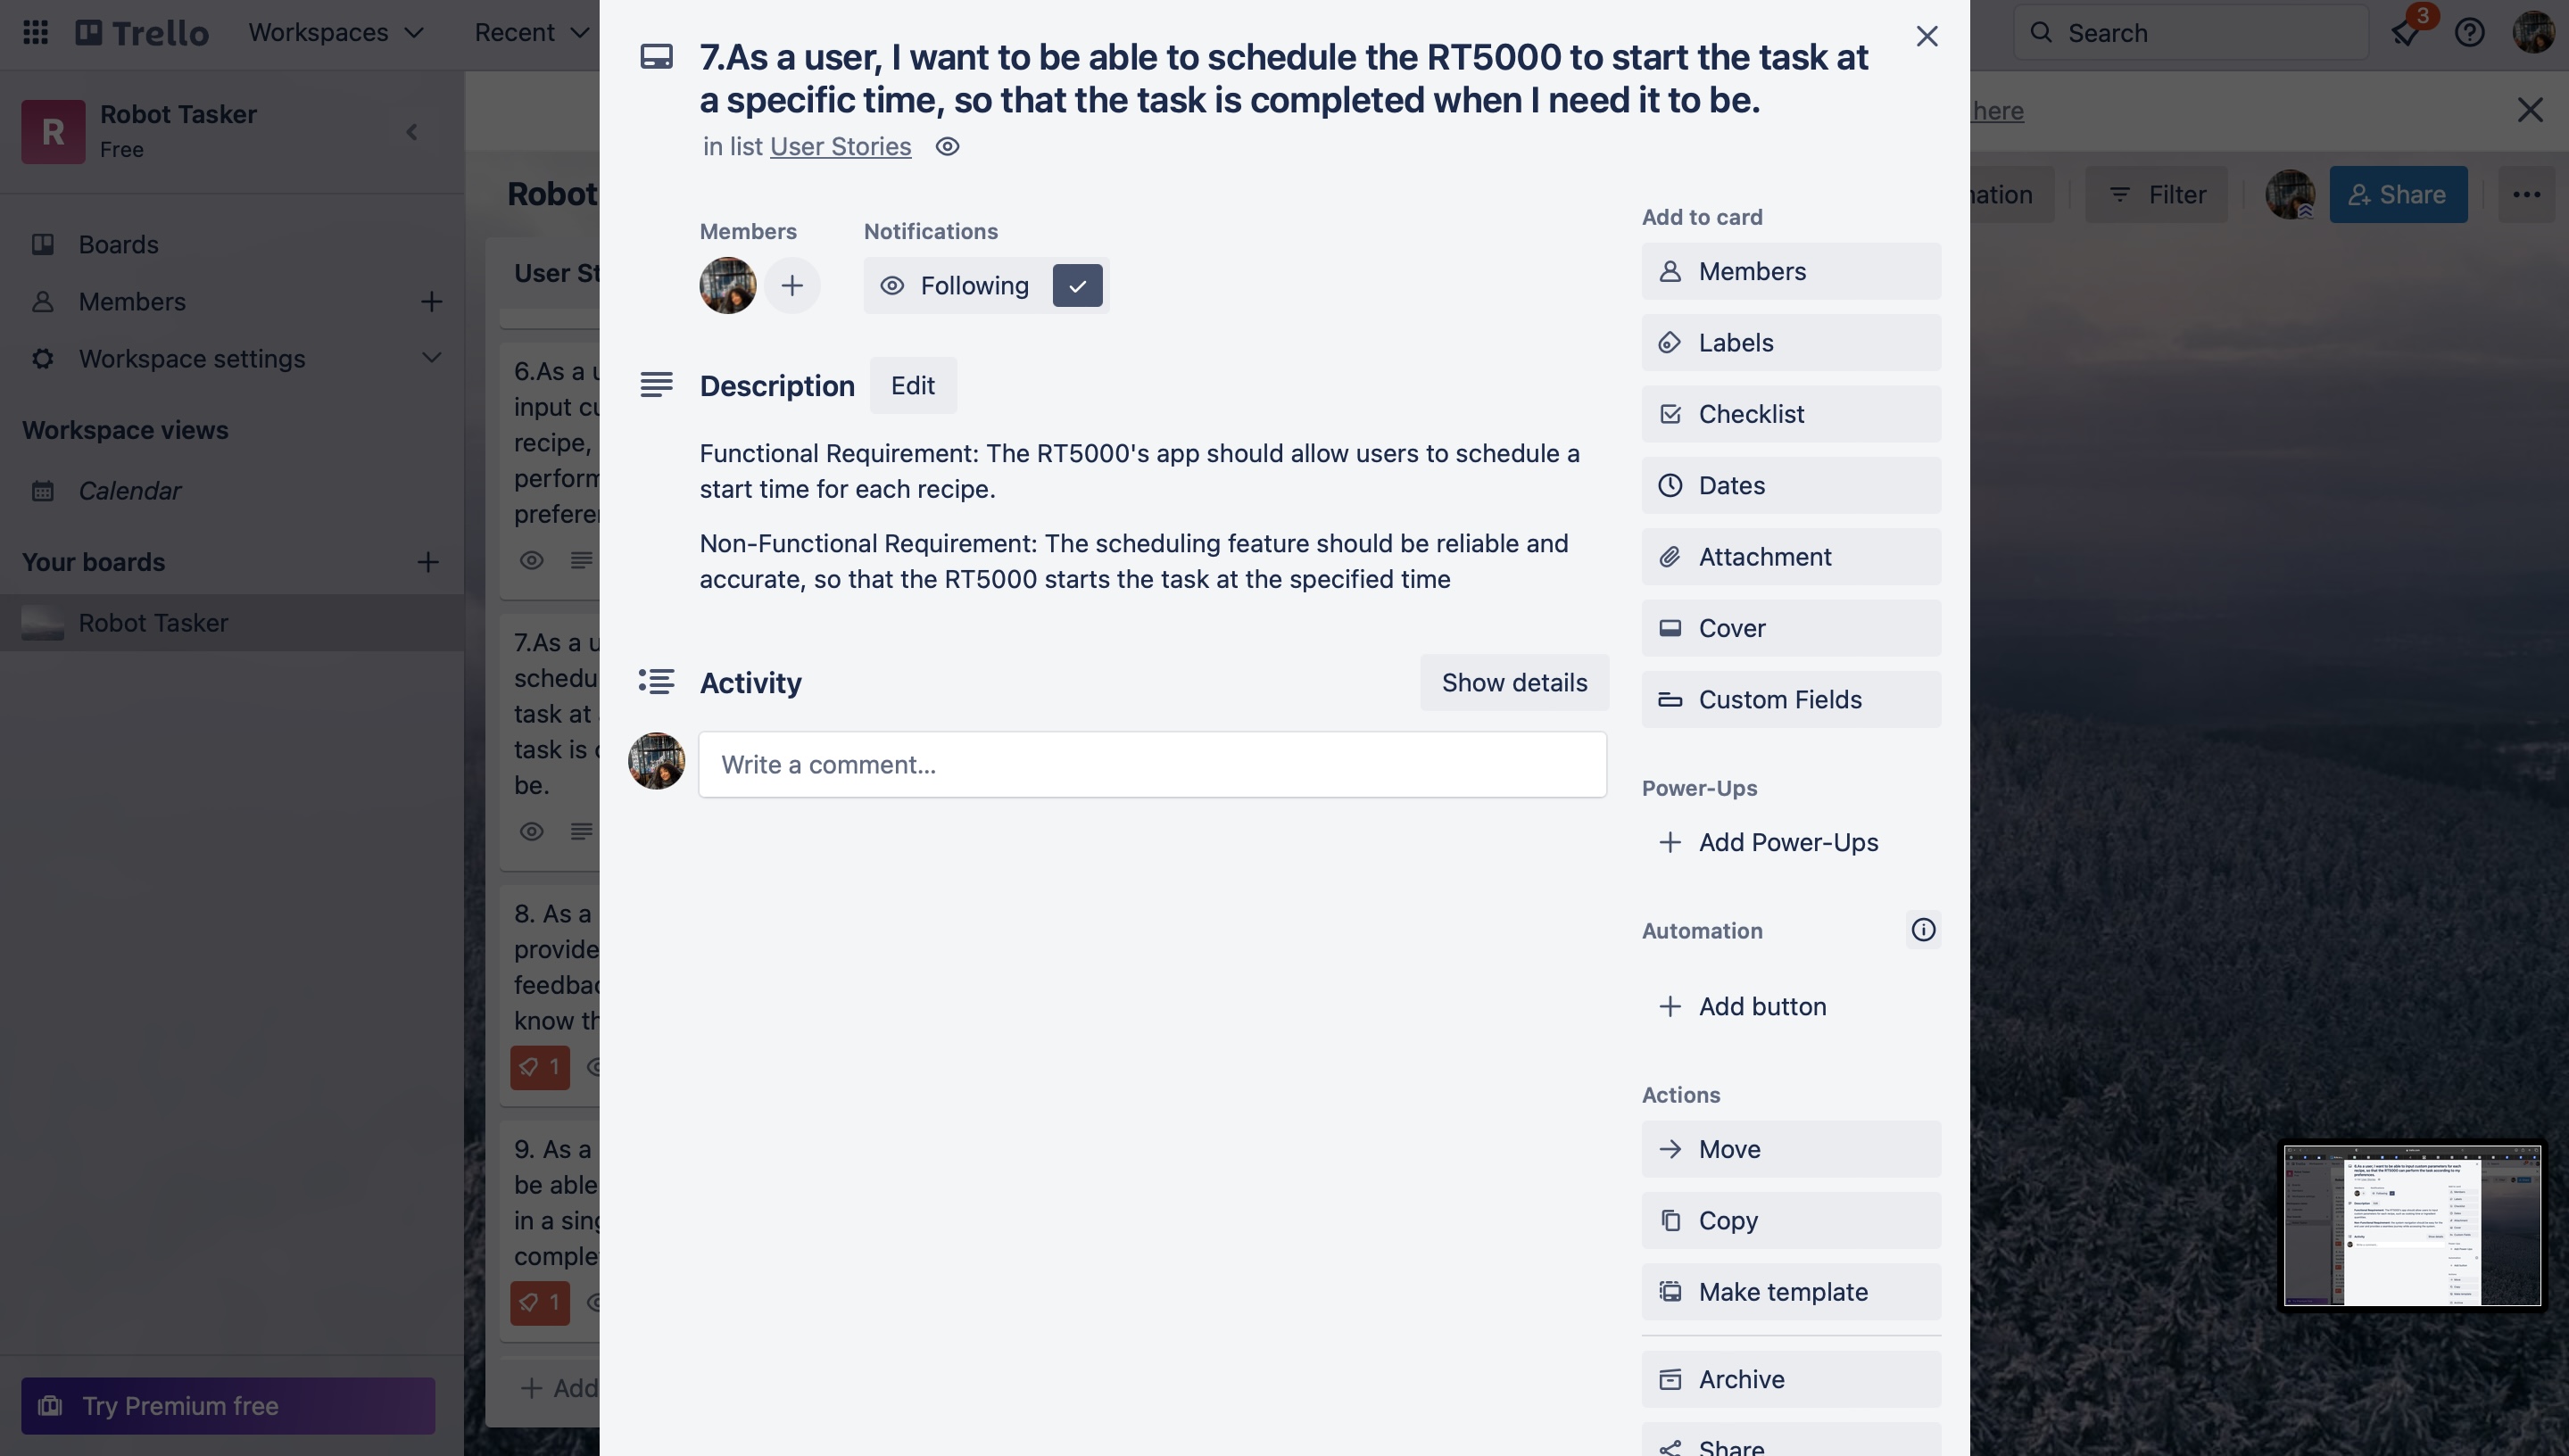 Trello
Workspaces
Recent
Search
3
R
Robot Tasker
Free
Boards
Members
Workspace settings
Workspace views
Calendar
Your boards
Robot Tasker
Try Premium free
here
Robot
Filter
Share
User St
6.As a u
input cu
recipe,
perform
prefere
7.As a u
schedu
task at
task is
be.
8. As a
provide
feedbac
know th
1
9. As a
be able
in a sing
comple
1
Add
7.As a user, I want to be able to schedule the RT5000 to start the task at
a specific time, so that the task is completed when I need it to be.
in list User Stories
Members
Notifications
Following
Description
Edit
Functional Requirement: The RT5000's app should allow users to schedule a
start time for each recipe.
Non-Functional Requirement: The scheduling feature should be reliable and
accurate, so that the RT5000 starts the task at the specified time
Activity
Show details
Write a comment...
Add to card
Members
Labels
Checklist
Dates
Attachment
Cover
Custom Fields
Power-Ups
Add Power-Ups
Automation
Add button
Actions
Move
Copy
Make template
Archive
Share